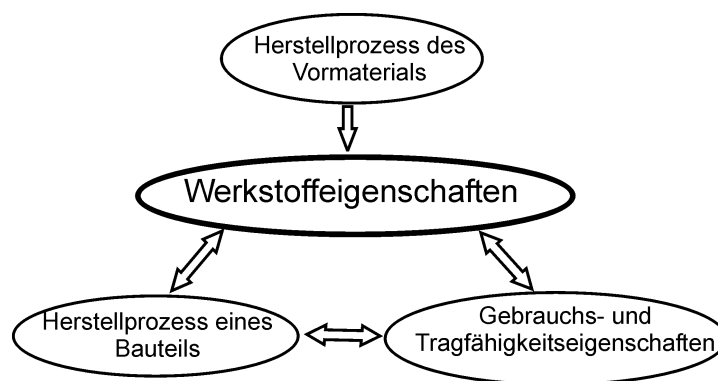 Herstellprozess des
Vormaterials
Werkstoffeigenschaften
Herstellprozess eines
Bauteils
Gebrauchs- und
Tragfähigkeitseigenschaften